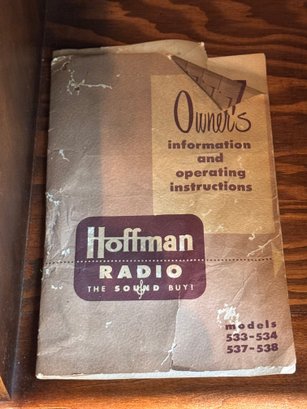 Owner's
information
and
operating
instructions
Hoffman
RADIO
THE SOUND BUY!
models
533-534
537-538